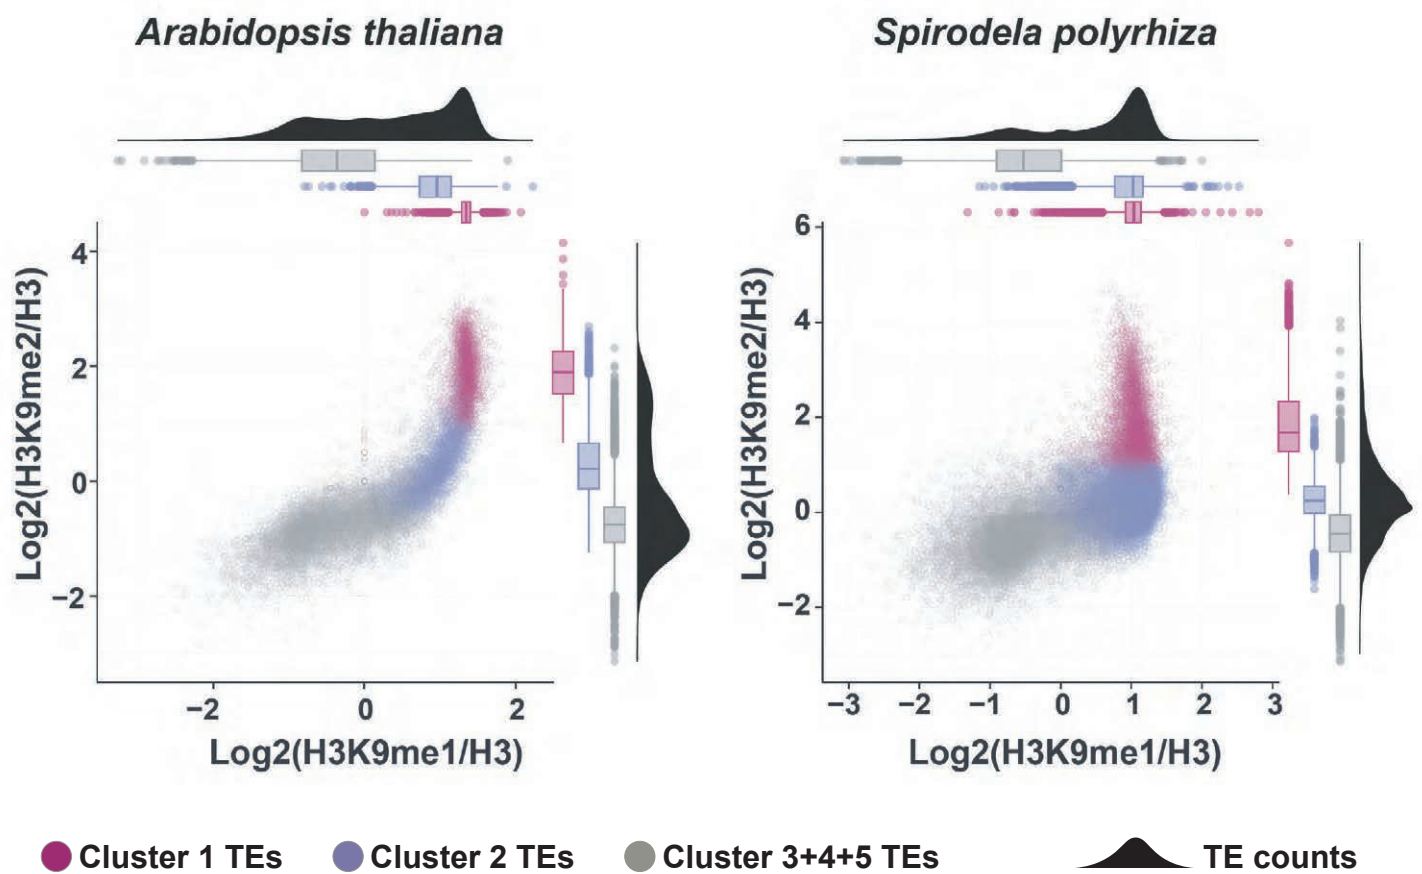 Arabidopsis thaliana
Spirodela polyrhiza
Log2(H3K9me2/H3)
4
2
0
−2
−2
0
2
Log2(H3K9me1/H3)
Log2(H3K9me2/H3)
6
4
2
0
−2
−3
−2
−1
0
1
2
3
Log2(H3K9me1/H3)
Cluster 1 TEs
Cluster 2 TEs
Cluster 3+4+5 TEs
TE counts